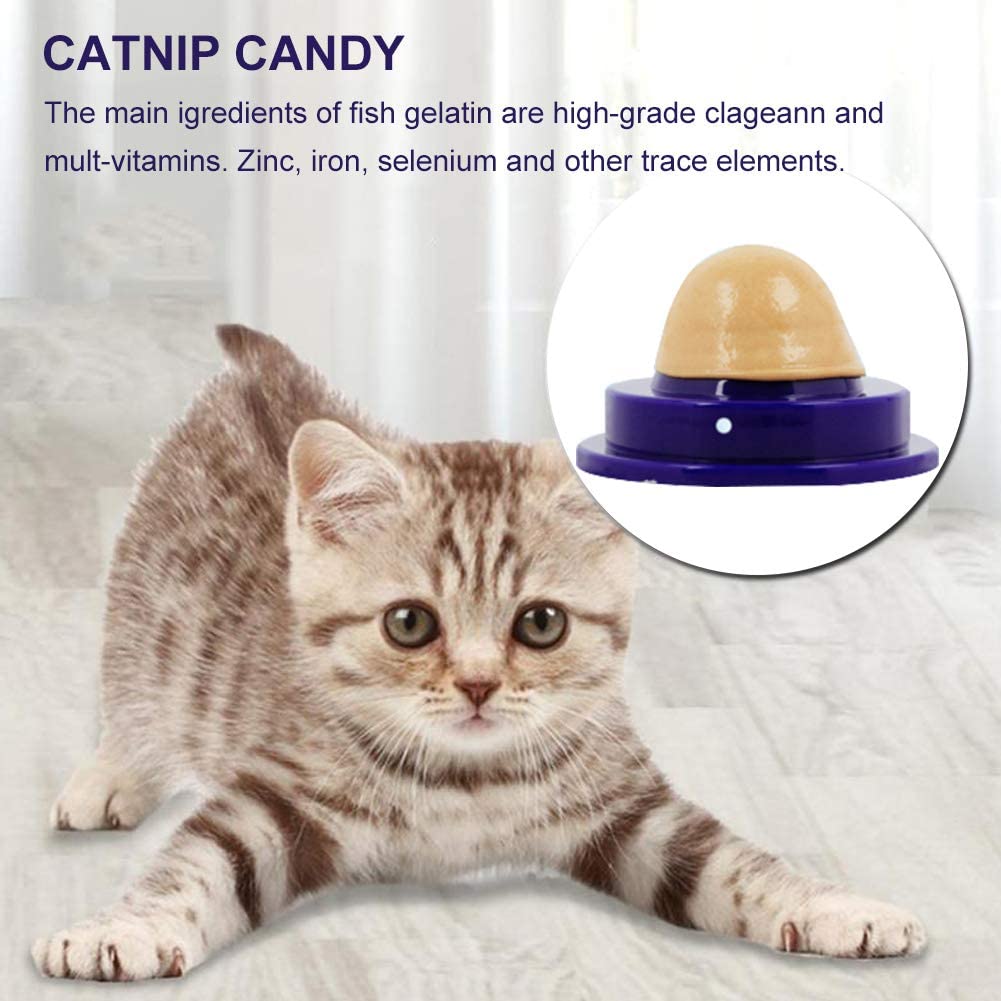 CATNIP CANDY
The main igredients of fish gelatin are high-grade clageann and
mult-vitamins. Zinc, iron, selenium and other trace elements.